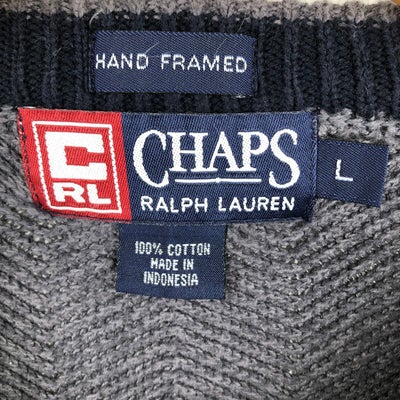 HAND FRAMED
C
RL
CHAPS
RALPH LAUREN
L
100% COTTON
MADE IN
INDONESIA